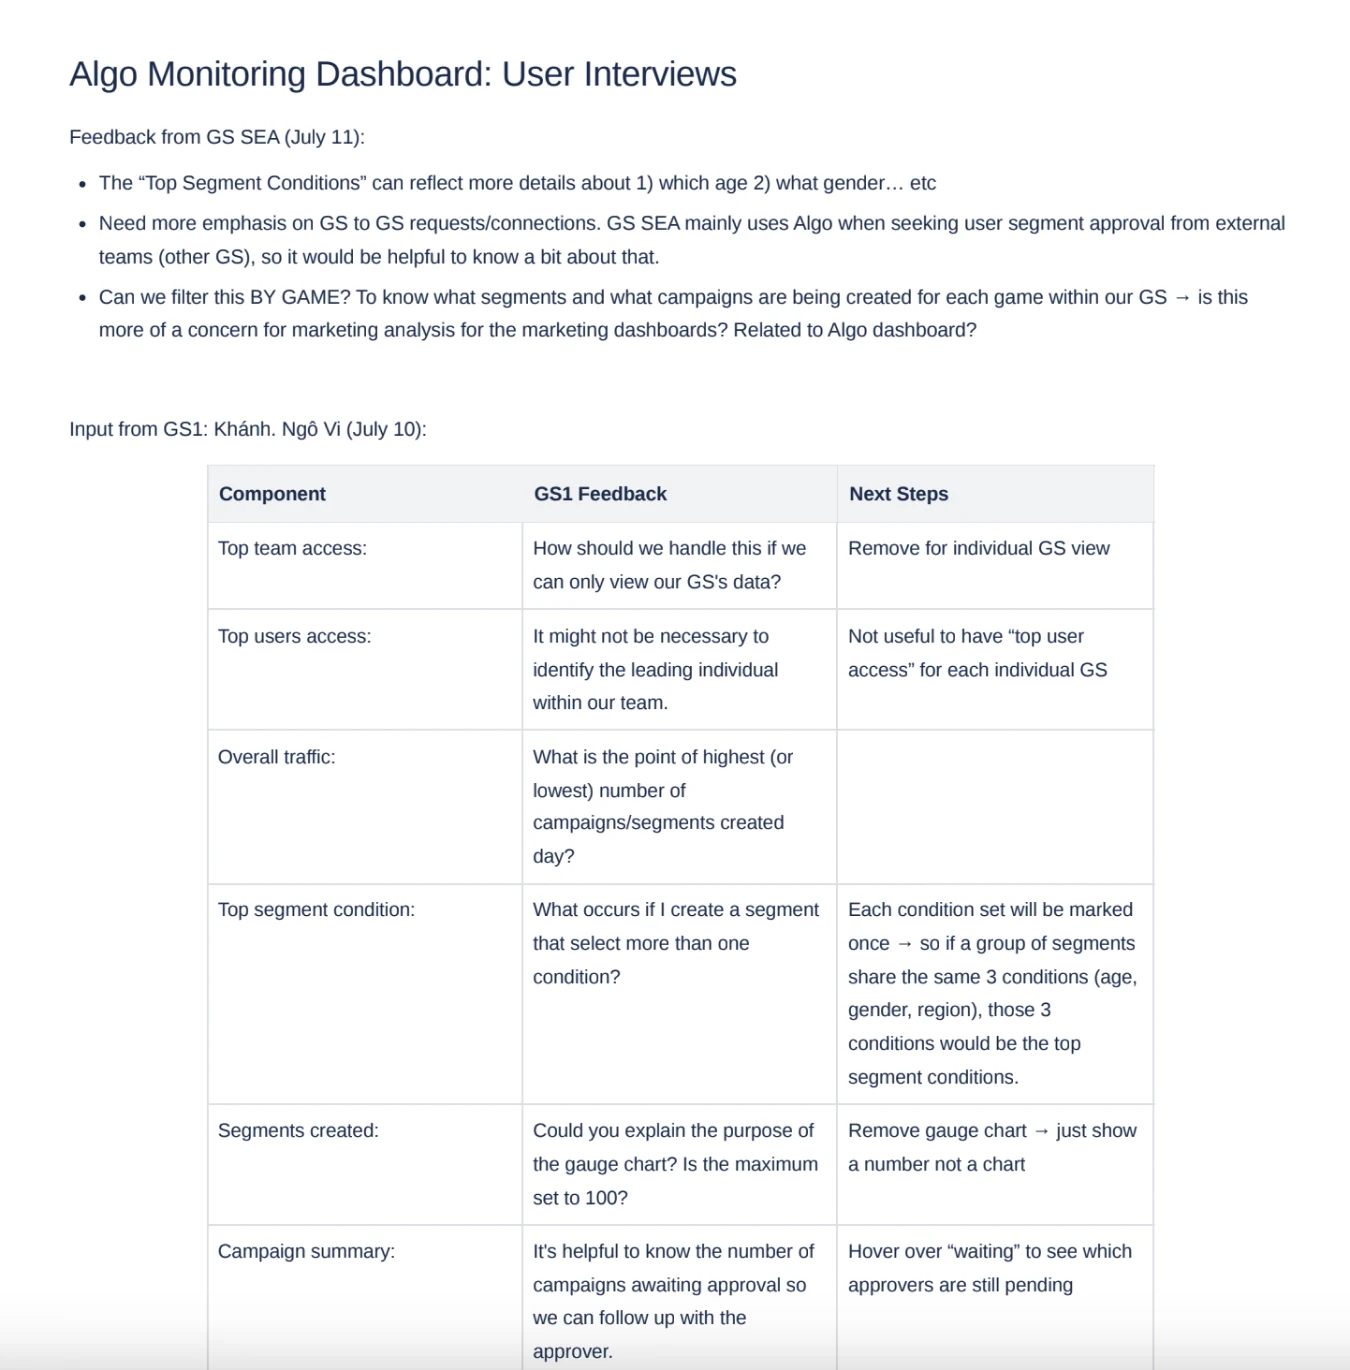 Algo Monitoring Dashboard: User Interviews
Feedback from GS SEA (July 11):
• The “Top Segment Conditions” can reflect more details about 1) which age 2) what gender… etc
• Need more emphasis on GS to GS requests/connections. GS SEA mainly uses Algo when seeking user segment approval from external
teams (other GS), so it would be helpful to know a bit about that.
• Can we filter this BY GAME? To know what segments and what campaigns are being created for each game within our GS → is this
more of a concern for marketing analysis for the marketing dashboards? Related to Algo dashboard?
Input from GS1: Khánh. Ngô Vi (July 10):
Component
GS1 Feedback
Next Steps
Top team access:
How should we handle this if we
can only view our GS's data?
Remove for individual GS view
Top users access:
It might not be necessary to
identify the leading individual
within our team.
Not useful to have “top user
access” for each individual GS
Overall traffic:
What is the point of highest (or
lowest) number of
campaigns/segments created
day?
Top segment condition:
What occurs if I create a segment
that select more than one
condition?
Each condition set will be marked
once → so if a group of segments
share the same 3 conditions (age,
gender, region), those 3
conditions would be the top
segment conditions.
Segments created:
Could you explain the purpose of
the gauge chart? Is the maximum
set to 100?
Remove gauge chart → just show
a number not a chart
Campaign summary:
It's helpful to know the number of
campaigns awaiting approval so
we can follow up with the
approver.
Hover over “waiting” to see which
approvers are still pending